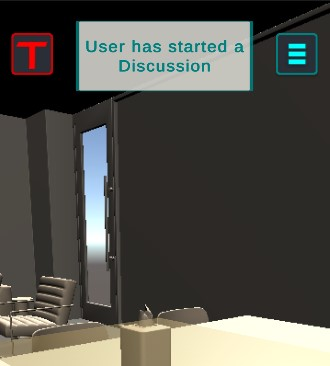 T
User has started a
Discussion